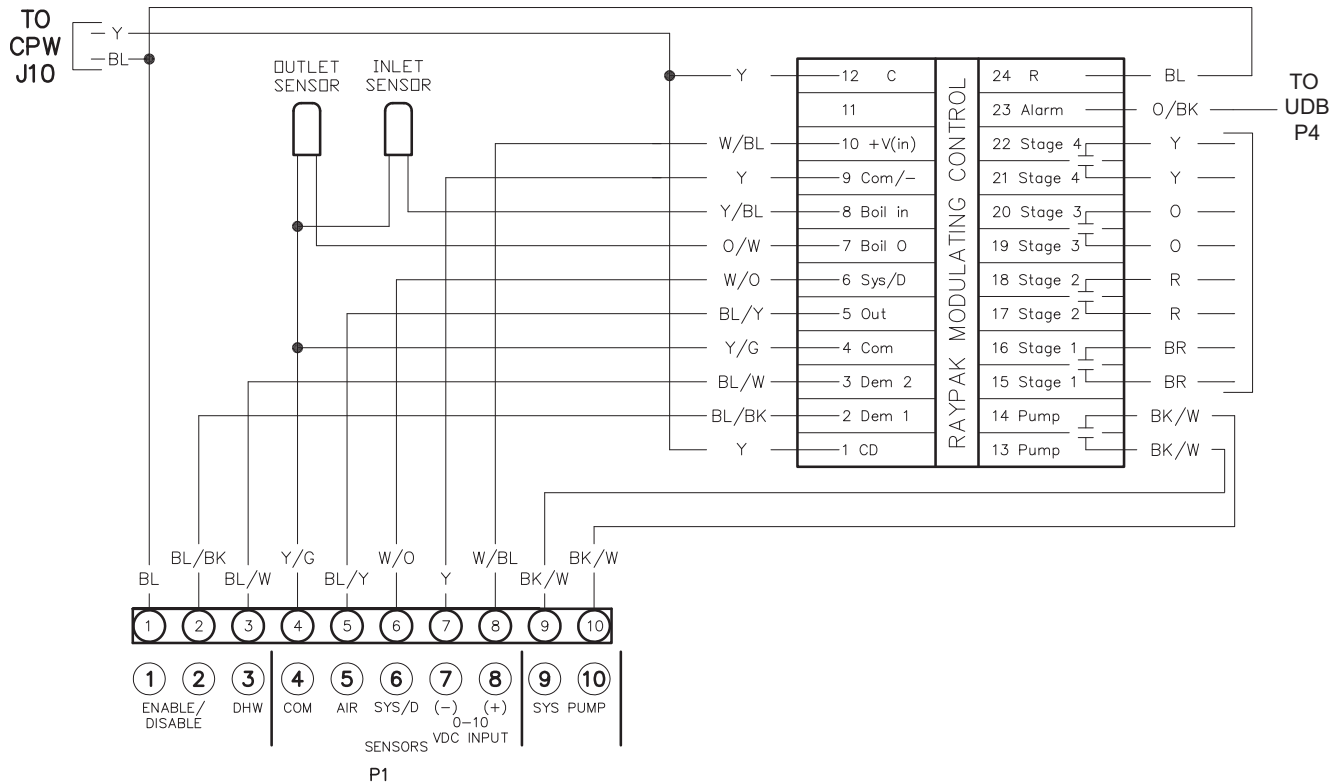 TO
CPW
J10
Y
BL
OUTLET
SENSOR
INLET
SENSOR
Y
W/BL
Y
Y/BL
O/W
W/O
BL/Y
Y/G
BL/W
BL/BK
Y
12 C
11
10 +V(in)
9 Com/–
8 Boil in
7 Boil O
6 Sys/D
5 Out
4 Com
3 Dem 2
2 Dem 1
1 CD
RAYPAK MODULATING CONTROL
24 R
23 Alarm
22 Stage 4
21 Stage 4
20 Stage 3
19 Stage 3
18 Stage 2
17 Stage 2
16 Stage 1
15 Stage 1
14 Pump
13 Pump
BL
O/BK
Y
Y
O
O
R
R
BR
BR
BK/W
BK/W
TO
UDB
P4
BL
BL/BK
BL/W
Y/G
BL/Y
W/O
Y
W/BL
BK/W
BK/W
1 2 3 4 5 6 7 8 9 10
1 2 3 4 5 6 7 8 9 10
ENABLE/
DISABLE
DHW
COM
AIR
SYS/D
(–) (+)
0–10
VDC INPUT
SYS PUMP
SENSORS
P1